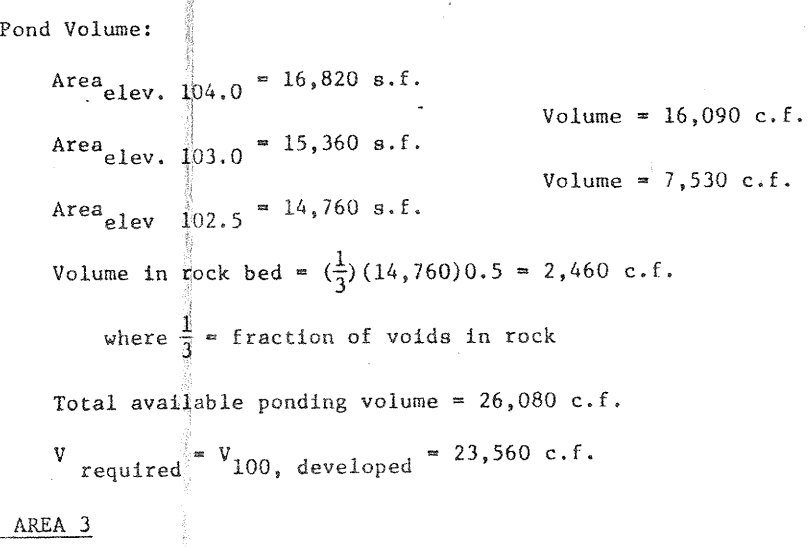 Pond Volume:
Area elev. 104.0 = 16,820 s.f.
Volume = 16,090 c.f.
Area elev. 103.0 = 15,360 s.f.
Volume = 7,530 c.f.
Area elev 102.5 = 14,760 s.f.
Volume in rock bed = (1/3)(14,760)0.5 = 2,460 c.f.
where 1/3 = fraction of voids in rock
Total available ponding volume = 26,080 c.f.
V required = V100, developed = 23,560 c.f.
AREA 3